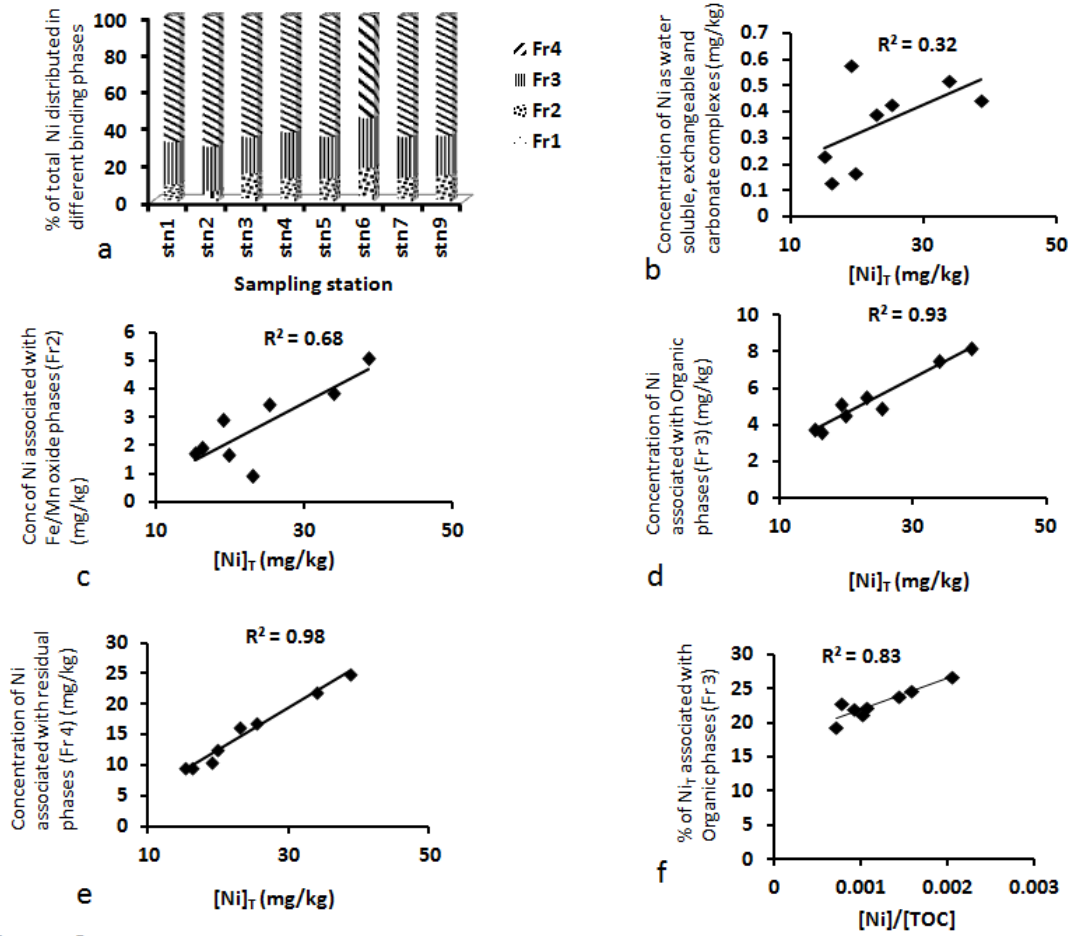 % of total Ni distributed in
different binding phases
100
80
60
40
20
0
stn1
stn2
stn3
stn4
stn5
stn6
stn7
stn9
Sampling station
Fr4
Fr3
Fr2
Fr1
a
Concentration of Ni as water
soluble, exchangeable and
carbonate complexes (mg/kg)
0.7
0.6
0.5
0.4
0.3
0.2
0.1
0
R² = 0.32
10 30 50
[Ni]T (mg/kg)
b
Conc of Ni associated with
Fe/Mn oxide phases (Fr2)
(mg/kg)
6
5
4
3
2
1
0
R² = 0.68
10 30 50
[Ni]T (mg/kg)
c
Concentration of Ni
associated with Organic
phases (Fr 3) (mg/kg)
10
8
6
4
2
0
R² = 0.93
10 30 50
[Ni]T (mg/kg)
d
Concentration of Ni
associated with residual
phases (Fr 4) (mg/kg)
30
25
20
15
10
5
0
R² = 0.98
10 30 50
[Ni]T (mg/kg)
e
% of NiT associated with
Organic phases (Fr 3)
30
25
20
15
10
5
0
R² = 0.83
0 0.001 0.002 0.003
[Ni]/[TOC]
f